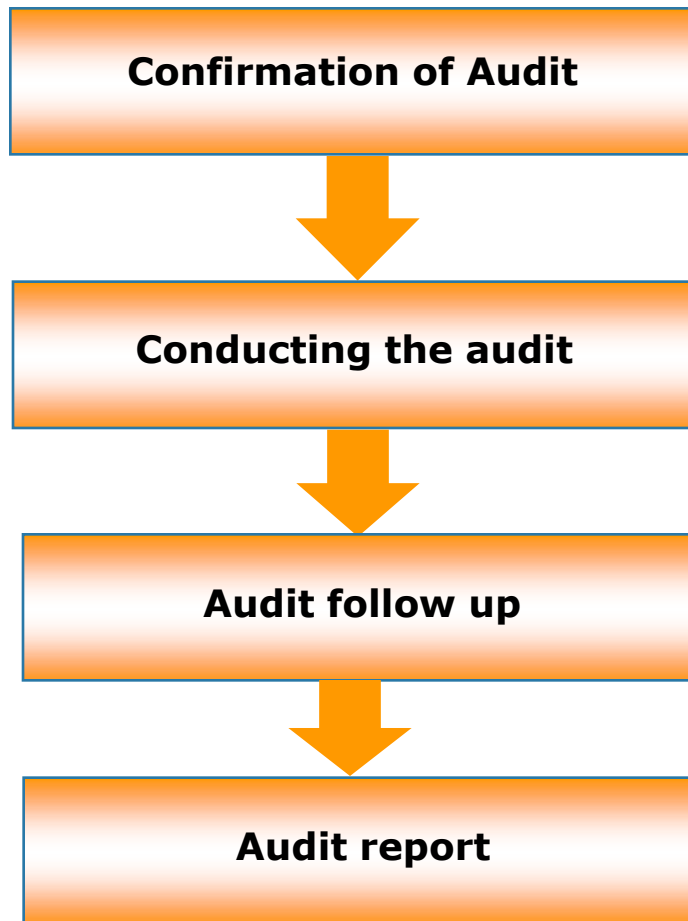 Confirmation of Audit
Conducting the audit
Audit follow up
Audit report